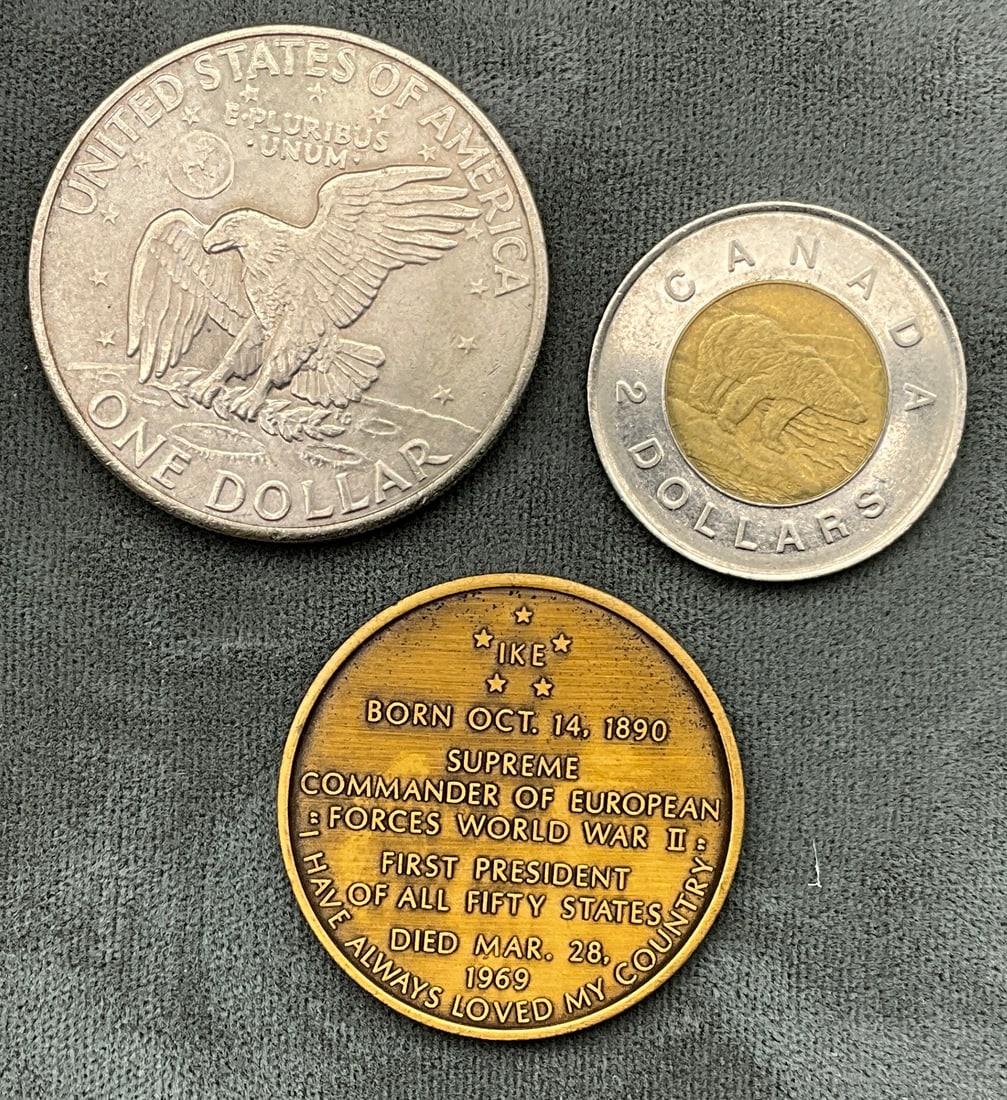 UNITED STATES OF AMERICA
E·PLURIBUS
·UNUM·
ONE DOLLAR
CANADA
2 DOLLARS
IKE
BORN OCT. 14, 1890
SUPREME
COMMANDER OF EUROPEAN
FORCES WORLD WAR II
FIRST PRESIDENT
OF ALL FIFTY STATES
DIED MAR. 28,
1969
"I HAVE ALWAYS LOVED MY COUNTRY"